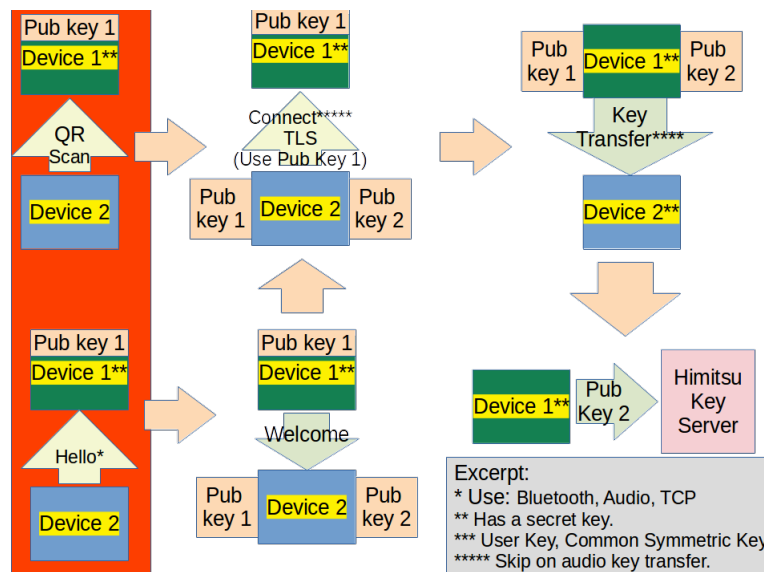 Pub key 1
Device 1**
QR
Scan
Device 2
Pub key 1
Device 1**
Connect*****
TLS
(Use Pub Key 1)
Pub
key 1
Device 2
Pub
key 2
Pub
key 1
Device 1**
Pub
key 2
Key
Transfer****
Device 2**
Pub key 1
Device 1**
Hello*
Device 2
Pub key 1
Device 1**
Welcome
Pub
key 1
Device 2
Pub
key 2
Device 1**
Pub
Key 2
Himitsu
Key
Server
Excerpt:
* Use: Bluetooth, Audio, TCP
** Has a secret key.
*** User Key, Common Symmetric Key
***** Skip on audio key transfer.